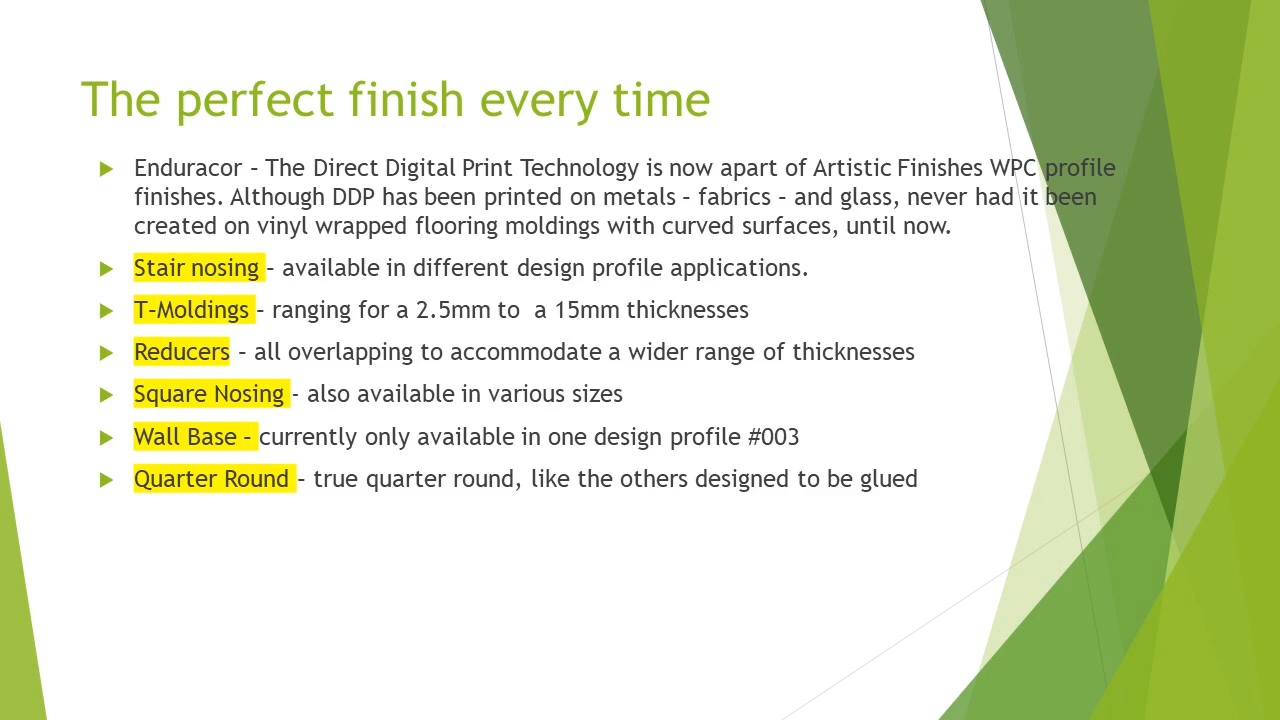 The perfect finish every time
Enduracor – The Direct Digital Print Technology is now apart of Artistic Finishes WPC profile
finishes. Although DDP has been printed on metals – fabrics – and glass, never had it been
created on vinyl wrapped flooring moldings with curved surfaces, until now.
Stair nosing – available in different design profile applications.
T-Moldings – ranging for a 2.5mm to  a 15mm thicknesses
Reducers – all overlapping to accommodate a wider range of thicknesses
Square Nosing - also available in various sizes
Wall Base – currently only available in one design profile #003
Quarter Round – true quarter round, like the others designed to be glued